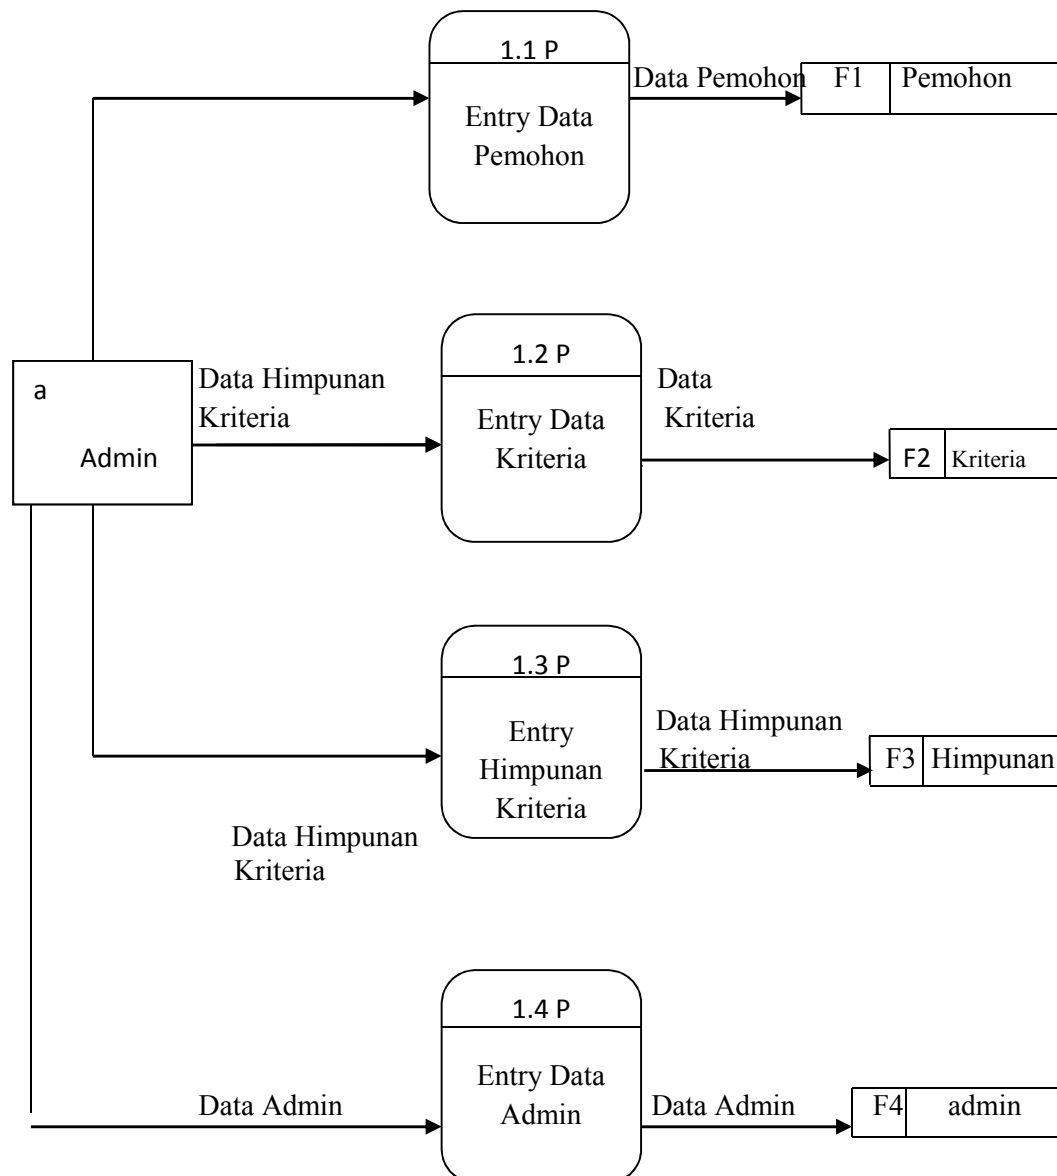 1.1 P
Data Pemohon
F1
Pemohon
Entry Data
Pemohon
a
Admin
Data Himpunan
Kriteria
1.2 P
Entry Data
Kriteria
Data
Kriteria
F2
Kriteria
1.3 P
Entry
Himpunan
Kriteria
Data Himpunan
Kriteria
F3
Himpunan
Data Himpunan
Kriteria
1.4 P
Entry Data
Admin
Data Admin
Data Admin
F4
admin